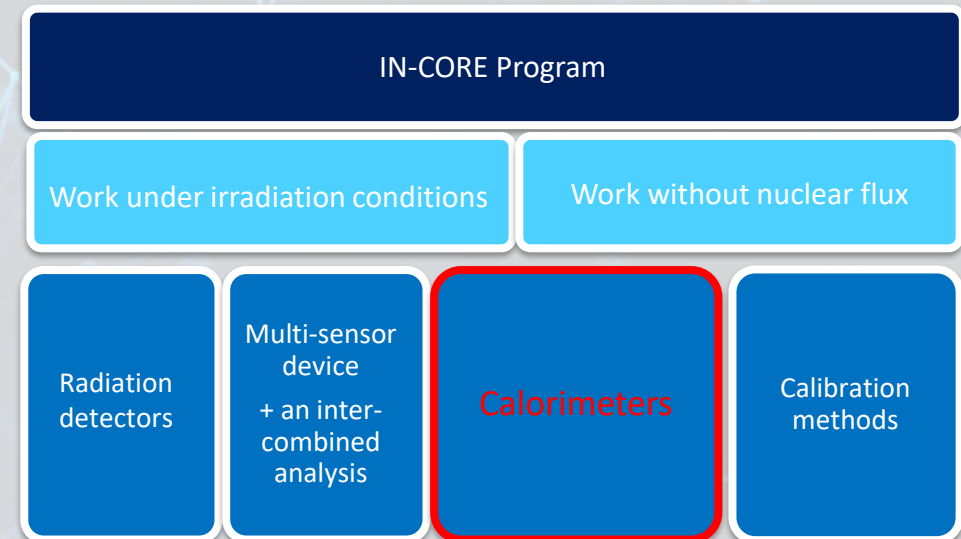 IN-CORE Program
Work under irradiation conditions
Work without nuclear flux
Radiation
detectors
Multi-sensor
device
+ an inter-
combined
analysis
Calorimeters
Calibration
methods